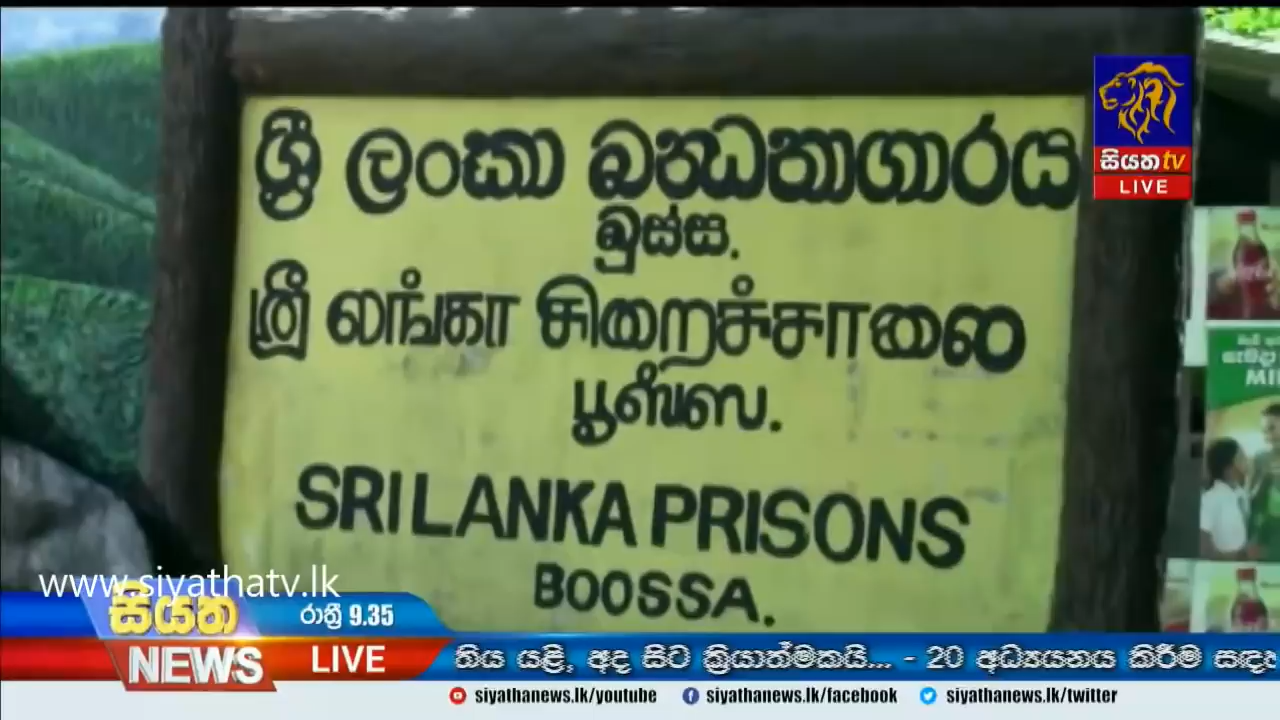 ශ්‍රී ලංකා බන්ධනාගාරය
බුස්ස.
ஸ்ரீ லங்கா சிறைச்சாலை
பூஸ்ஸ.
SRI LANKA PRISONS
BOOSSA.
සියත tv
LIVE
MI
www.siyathatv.lk
සියත
NEWS
රාත්‍රී 9.35
LIVE
තිය යළි, අද සිට ක්‍රියාත්මකයි... - 20 අධ්‍යයනය කිරීම සඳහ
siyathanews.lk/youtube siyathanews.lk/facebook siyathanews.lk/twitter